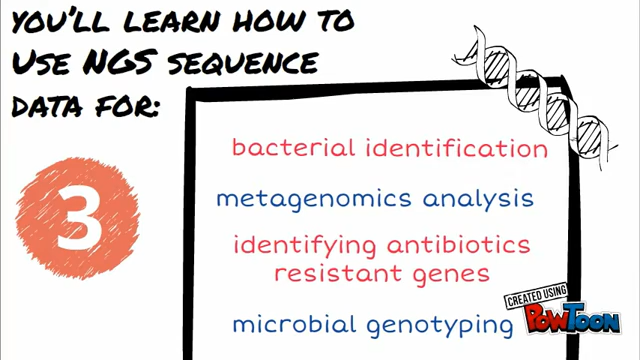 YOU'LL LEARN HOW TO
USE NGS SEQUENCE
DATA FOR:
3
bacterial identification
metagenomics analysis
identifying antibiotics
resistant genes
microbial genotyping
CREATED USING
POWTOON